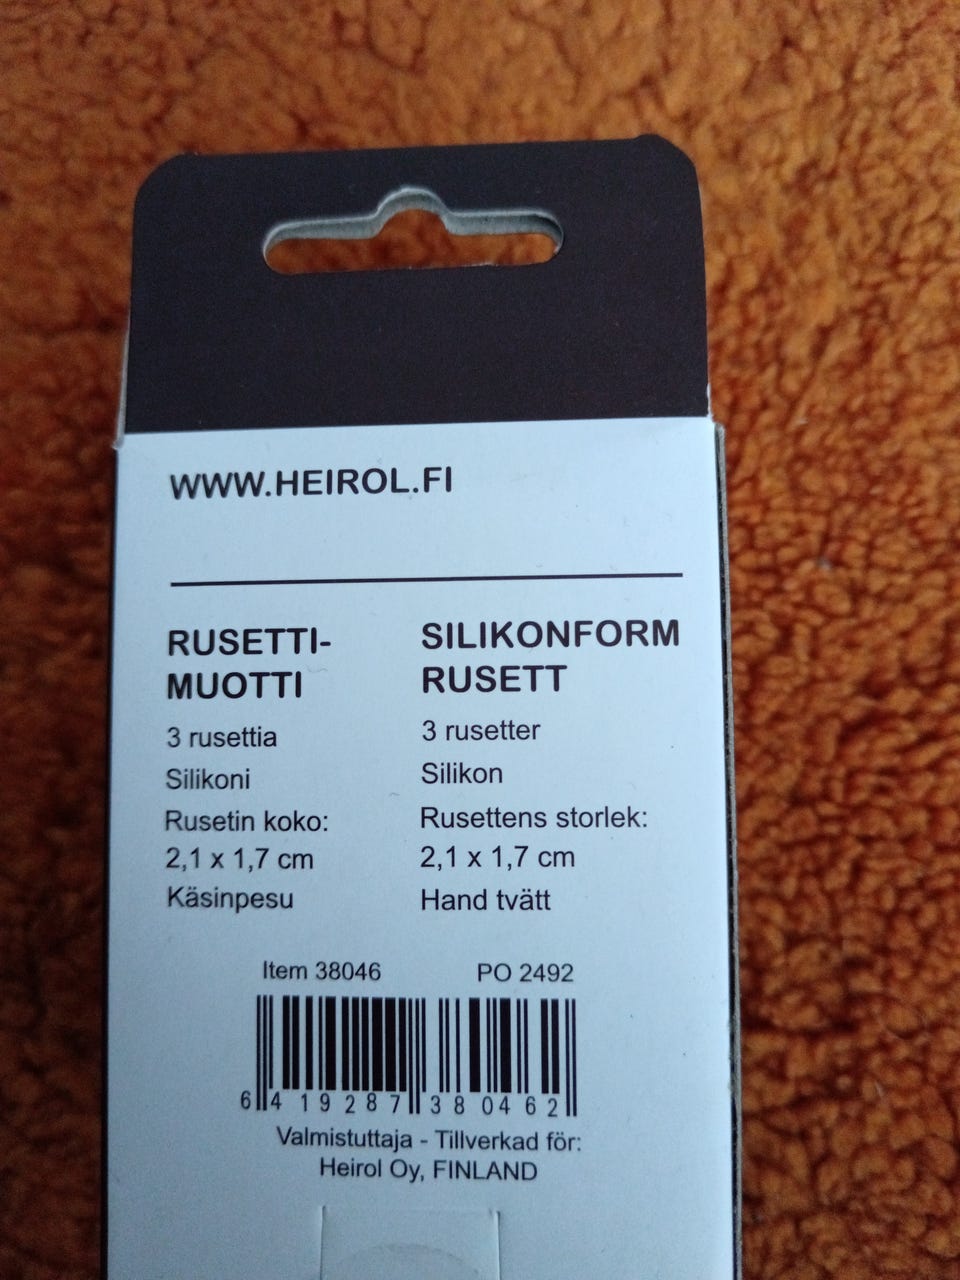 WWW.HEIROL.FI
RUSETTI-
MUOTTI
3 rusettia
Silikoni
Rusetin koko:
2,1 x 1,7 cm
Käsinpesu
SILIKONFORM
RUSETT
3 rusetter
Silikon
Rusettens storlek:
2,1 x 1,7 cm
Hand tvätt
Item 38046 PO 2492
6 419287 380462
Valmistuttaja - Tillverkad för:
Heirol Oy, FINLAND